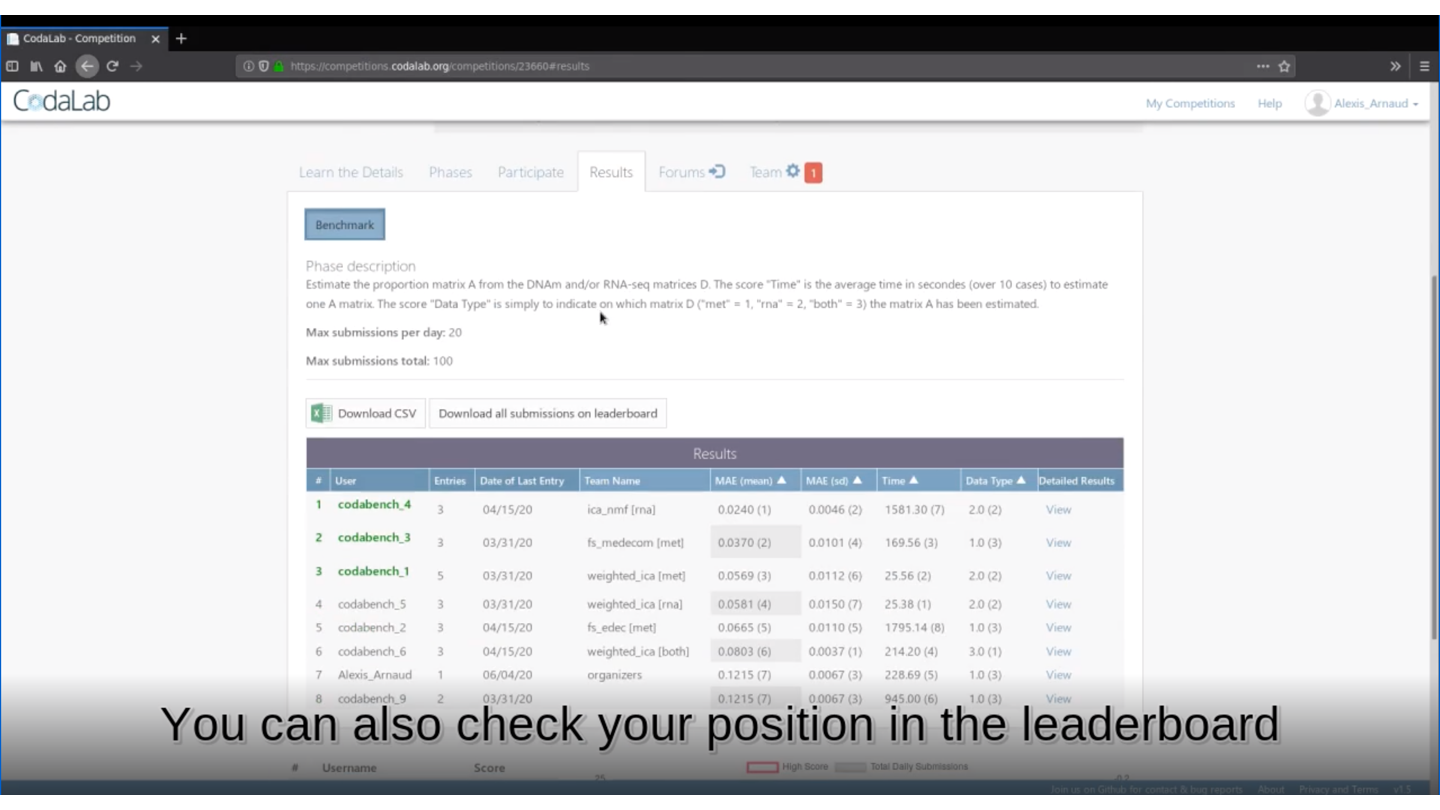 CodaLab - Competition
https://competitions.codalab.org/competitions/23660#results
CodaLab
My Competitions Help Alexis_Arnaud
Learn the Details Phases Participate Results Forums Team 1
Benchmark
Phase description
Estimate the proportion matrix A from the DNAm and/or RNA-seq matrices D. The score "Time" is the average time in secondes (over 10 cases) to estimate
one A matrix. The score "Data Type" is simply to indicate on which matrix D ("met" = 1, "rna" = 2, "both" = 3) the matrix A has been estimated.
Max submissions per day: 20
Max submissions total: 100
Download CSV Download all submissions on leaderboard
Results
# User Entries Date of Last Entry Team Name MAE (mean) ▲ MAE (sd) ▲ Time ▲ Data Type ▲ Detailed Results
1 codabench_4 3 04/15/20 ica_nmf [rna] 0.0240 (1) 0.0046 (2) 1581.30 (7) 2.0 (2) View
2 codabench_3 3 03/31/20 fs_medecom [met] 0.0370 (2) 0.0101 (4) 169.56 (3) 1.0 (3) View
3 codabench_1 5 03/31/20 weighted_ica [met] 0.0569 (3) 0.0112 (6) 25.56 (2) 2.0 (2) View
4 codabench_5 3 03/31/20 weighted_ica [rna] 0.0581 (4) 0.0150 (7) 25.38 (1) 2.0 (2) View
5 codabench_2 3 04/15/20 fs_edec [met] 0.0665 (5) 0.0110 (5) 1795.14 (8) 1.0 (3) View
6 codabench_6 3 04/15/20 weighted_ica [both] 0.0803 (6) 0.0037 (1) 214.20 (4) 3.0 (1) View
7 Alexis_Arnaud 1 06/04/20 organizers 0.1215 (7) 0.0067 (3) 228.69 (5) 1.0 (3) View
8 codabench_9 2 03/31/20 0.1215 (7) 0.0067 (3) 945.00 (6) 1.0 (3) View
You can also check your position in the leaderboard
# Username Score High Score Total Daily Submissions
Join us on Github for contact & bug reports About Privacy and Terms v1.5